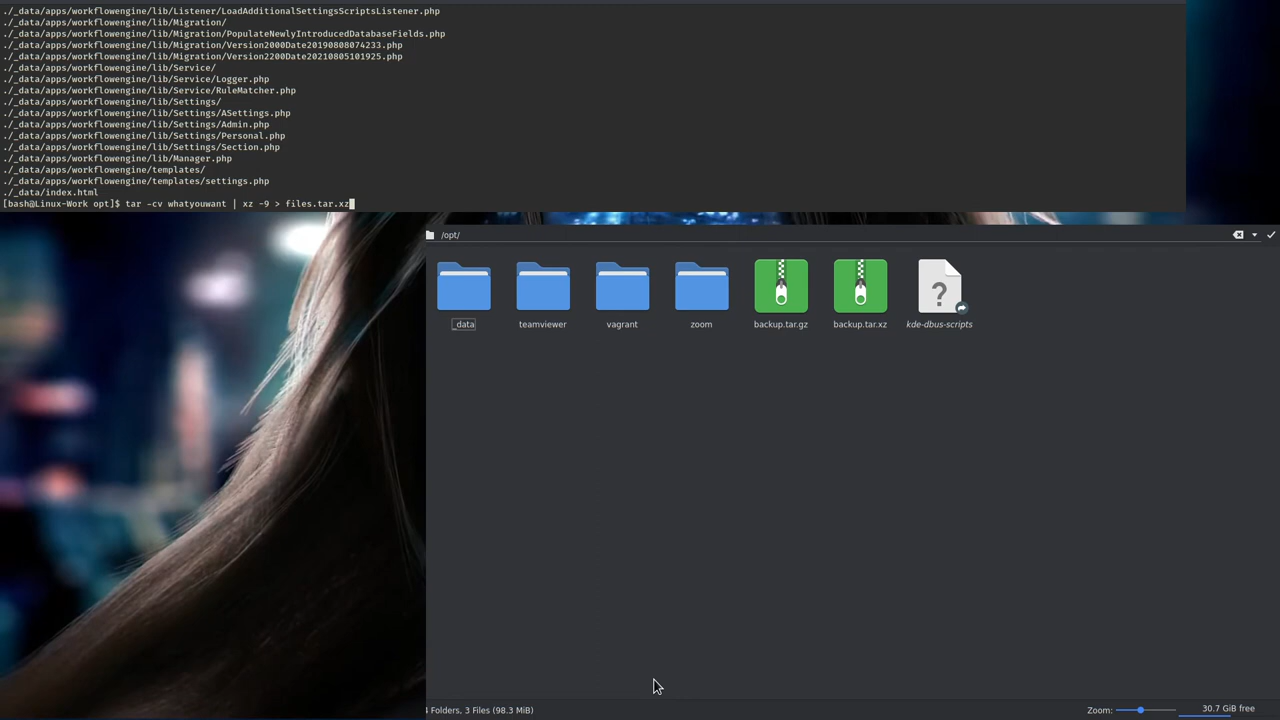 ./_data/apps/workflowengine/lib/Listener/LoadAdditionalSettingsScriptsListener.php
./_data/apps/workflowengine/lib/Migration/
./_data/apps/workflowengine/lib/Migration/PopulateNewlyIntroducedDatabaseFields.php
./_data/apps/workflowengine/lib/Migration/Version2000Date20190808074233.php
./_data/apps/workflowengine/lib/Migration/Version2200Date20210805101925.php
./_data/apps/workflowengine/lib/Service/
./_data/apps/workflowengine/lib/Service/Logger.php
./_data/apps/workflowengine/lib/Service/RuleMatcher.php
./_data/apps/workflowengine/lib/Settings/
./_data/apps/workflowengine/lib/Settings/ASettings.php
./_data/apps/workflowengine/lib/Settings/Admin.php
./_data/apps/workflowengine/lib/Settings/Personal.php
./_data/apps/workflowengine/lib/Settings/Section.php
./_data/apps/workflowengine/lib/Manager.php
./_data/apps/workflowengine/templates/
./_data/apps/workflowengine/templates/settings.php
./_data/index.html
[bash@Linux-Work opt]$ tar -cv whatyouwant | xz -9 > files.tar.xz
/opt/
_data teamviewer vagrant zoom backup.tar.gz backup.tar.xz kde-dbus-scripts
4 Folders, 3 Files (98.3 MiB) Zoom: 30.7 GiB free